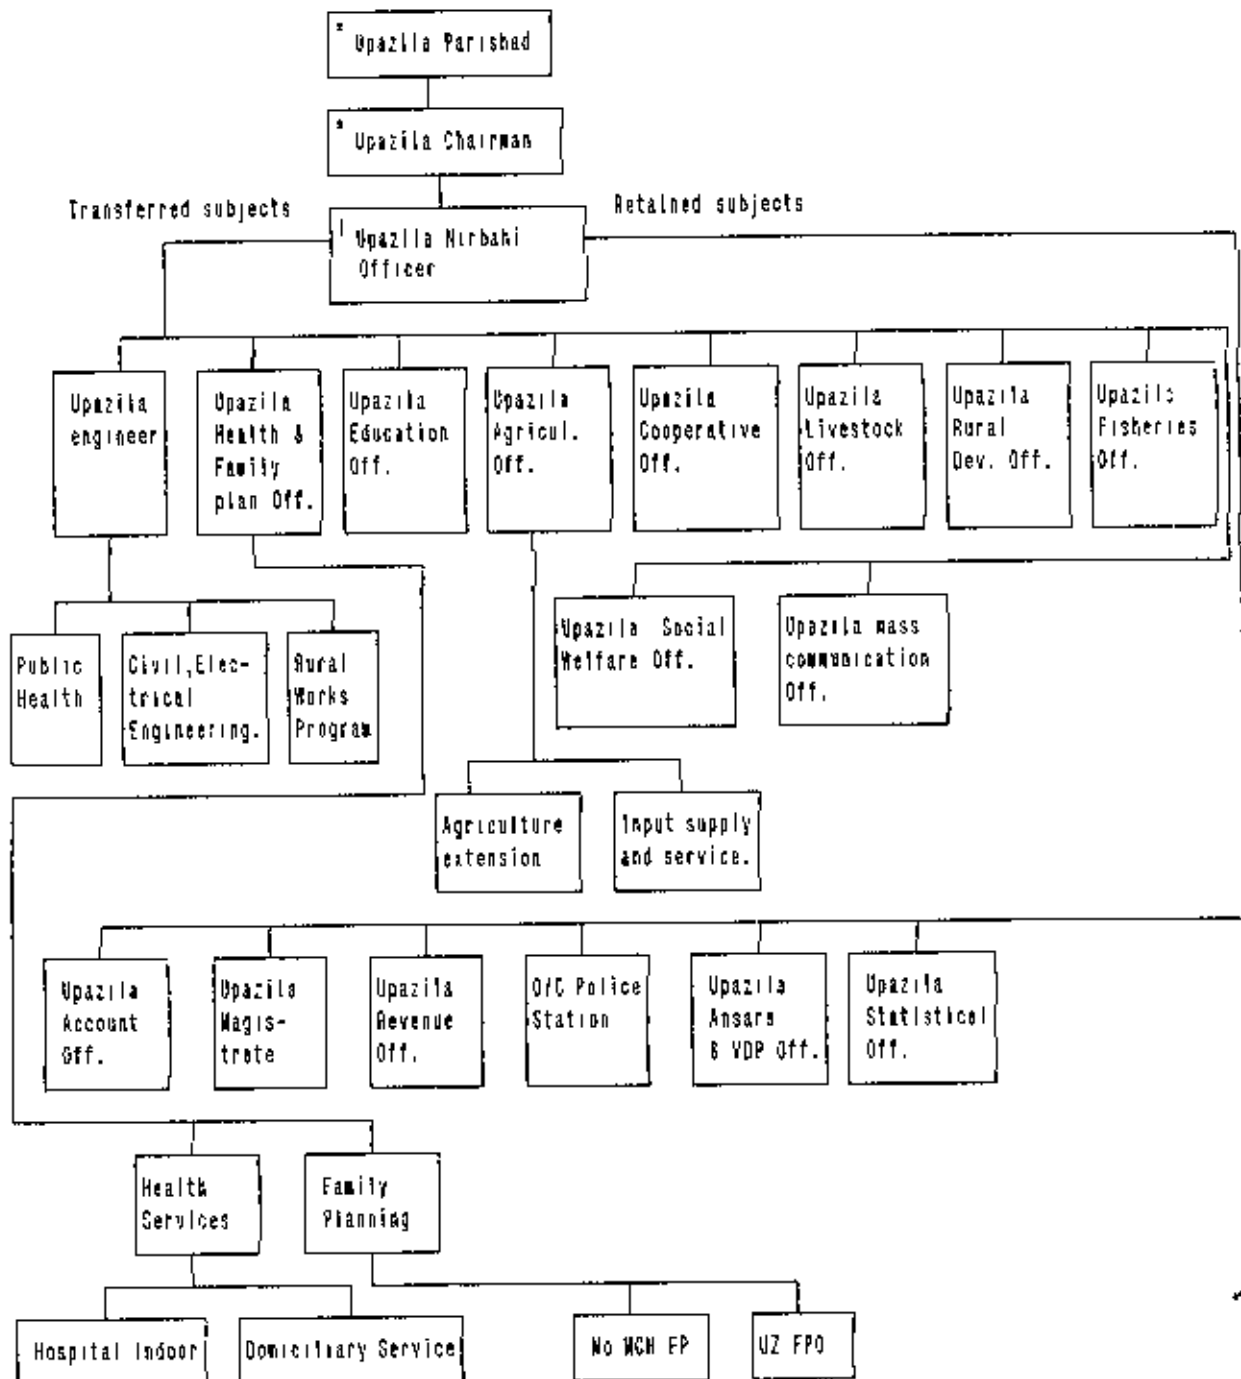 * Upazila Parishad
* Upazila Chairman
Transferred subjects
Retained subjects
Upazila Nirbahi
Officer
Upazila
engineer
Upazila
Health &
Family
plan Off.
Upazila
Education
Off.
Upazila
Agricul.
Off.
Upazila
Cooperative
Off.
Upazila
Livestock
Off.
Upazila
Rural
Dev. Off.
Upazila
Fisheries
Off.
Upazila Social
Welfare Off.
Upazila mass
communication
Off.
Public
Health
Civil,Elec-
trical
Engineering.
Rural
Works
Program
Agriculture
extension
Input supply
and service.
Upazila
Account
Off.
Upazila
Magis-
trate
Upazila
Revenue
Off.
O/C Police
Station
Upazila
Ansars
& VDP Off.
Upazila
Statistical
Off.
Health
Services
Family
Planning
Hospital Indoor
Domicilary Service
Mo MCH FP
UZ FPO